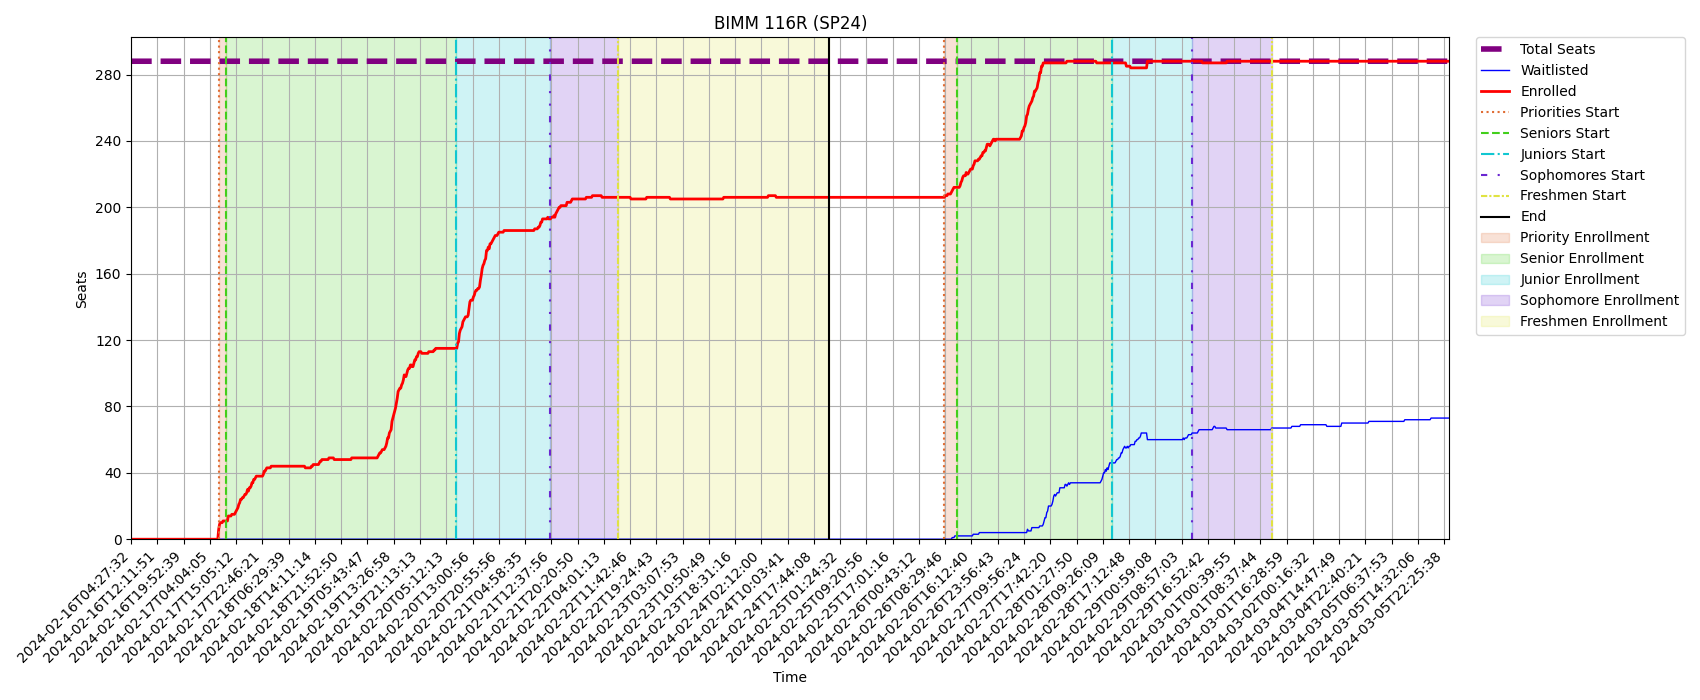 BIMM 116R (SP24)
Seats
280
240
200
160
120
80
40
0
2024-02-16T04:27:32
2024-02-16T12:11:51
2024-02-16T19:52:39
2024-02-17T04:04:05
2024-02-17T15:05:12
2024-02-17T22:46:21
2024-02-18T06:29:39
2024-02-18T14:11:14
2024-02-18T21:52:50
2024-02-19T05:43:47
2024-02-19T13:26:58
2024-02-19T21:13:13
2024-02-20T05:12:13
2024-02-20T13:00:56
2024-02-20T20:55:56
2024-02-21T04:58:35
2024-02-21T12:37:56
2024-02-21T20:20:50
2024-02-22T04:01:13
2024-02-22T11:42:46
2024-02-22T19:24:43
2024-02-23T03:07:53
2024-02-23T10:50:49
2024-02-23T18:31:16
2024-02-24T02:12:00
2024-02-24T10:03:41
2024-02-24T17:44:08
2024-02-25T01:24:32
2024-02-25T09:20:56
2024-02-25T17:01:16
2024-02-26T00:43:12
2024-02-26T08:29:46
2024-02-26T16:12:40
2024-02-26T23:56:43
2024-02-27T09:56:24
2024-02-27T17:42:20
2024-02-28T01:27:50
2024-02-28T09:26:09
2024-02-28T17:12:48
2024-02-29T00:59:08
2024-02-29T08:57:03
2024-02-29T16:52:42
2024-03-01T00:39:55
2024-03-01T08:37:44
2024-03-01T16:28:59
2024-03-02T00:16:32
2024-03-04T14:47:49
2024-03-04T22:40:21
2024-03-05T06:37:53
2024-03-05T14:32:06
2024-03-05T22:25:38
Time
Total Seats
Waitlisted
Enrolled
Priorities Start
Seniors Start
Juniors Start
Sophomores Start
Freshmen Start
End
Priority Enrollment
Senior Enrollment
Junior Enrollment
Sophomore Enrollment
Freshmen Enrollment